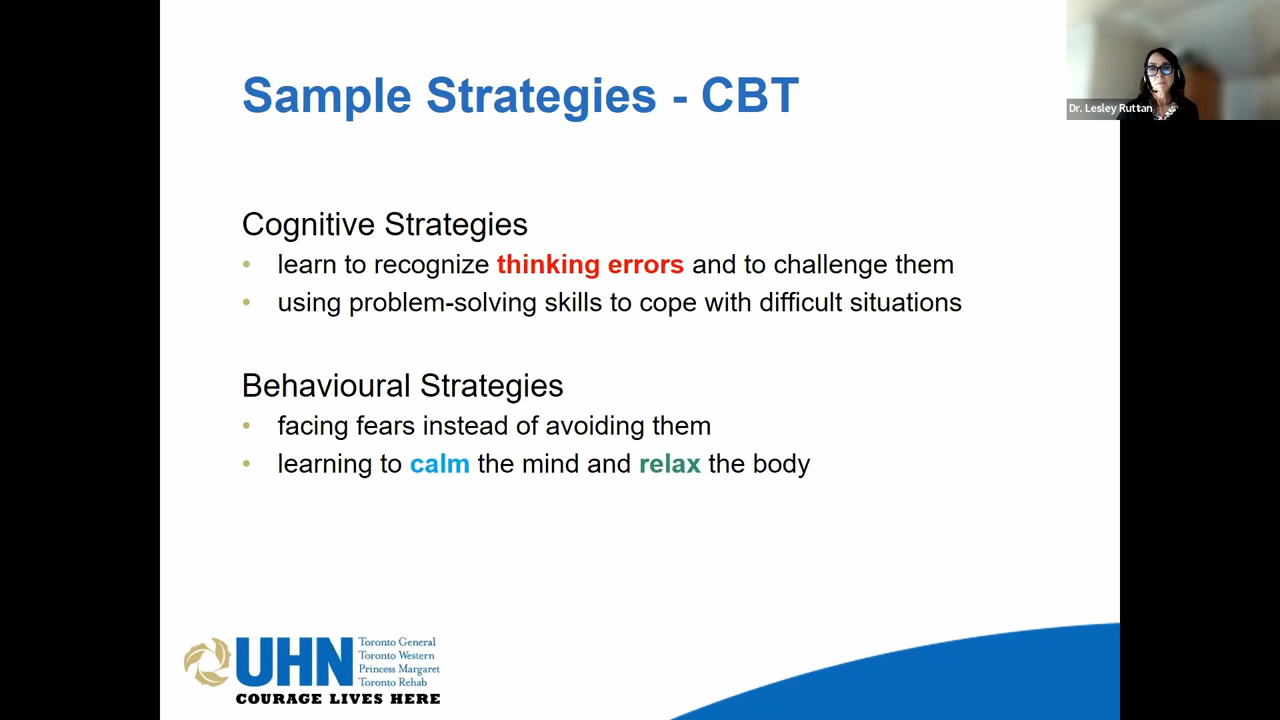 Sample Strategies - CBT
Dr. Lesley Ruttan
Cognitive Strategies
• learn to recognize thinking errors and to challenge them
• using problem-solving skills to cope with difficult situations
Behavioural Strategies
• facing fears instead of avoiding them
• learning to calm the mind and relax the body
UHN
Toronto General
Toronto Western
Princess Margaret
Toronto Rehab
COURAGE LIVES HERE